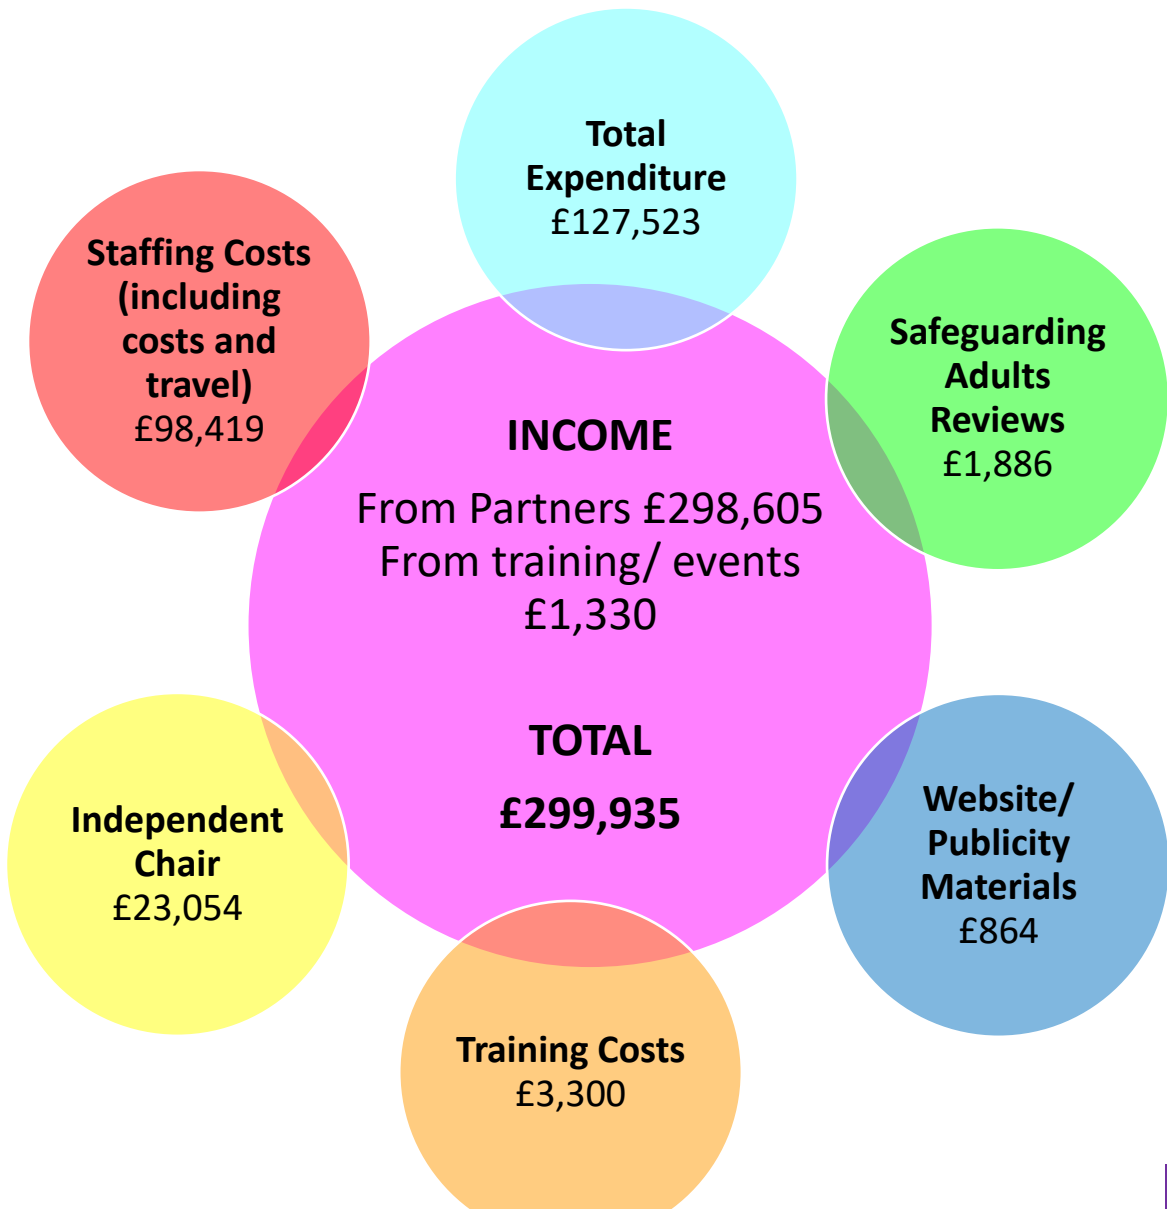 Total
Expenditure
£127,523
Staffing Costs
(including
costs and
travel)
£98,419
Safeguarding
Adults
Reviews
£1,886
INCOME
From Partners £298,605
From training/ events
£1,330
TOTAL
£299,935
Independent
Chair
£23,054
Website/
Publicity
Materials
£864
Training Costs
£3,300